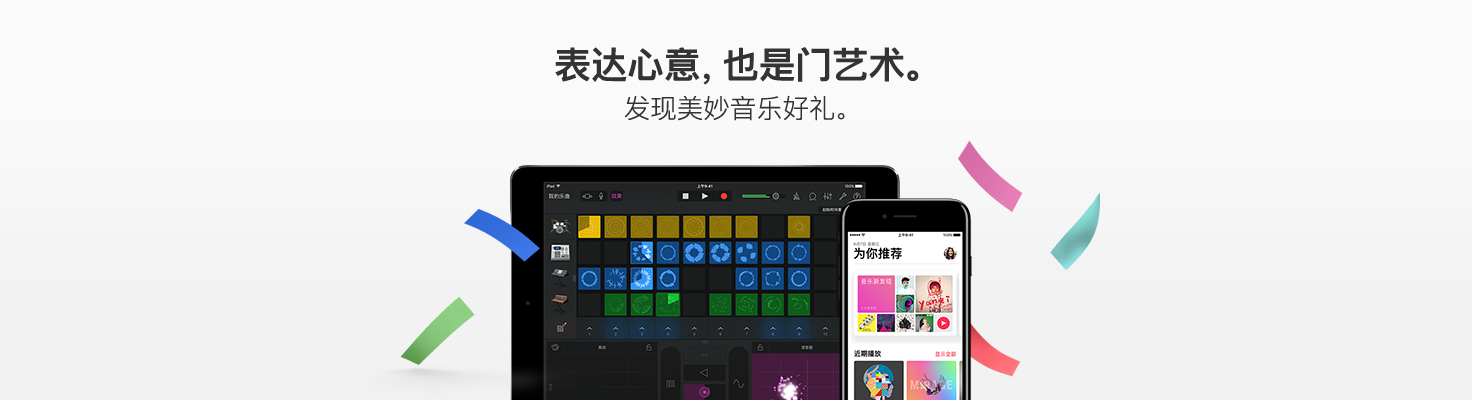 表达心意，也是门艺术。
发现美妙音乐好礼。
iPad
上午9:41
100%
我的乐曲
效果
上午9:41
100%
为你推荐
音乐新发现
近期播放
显示全部
MIRAGE